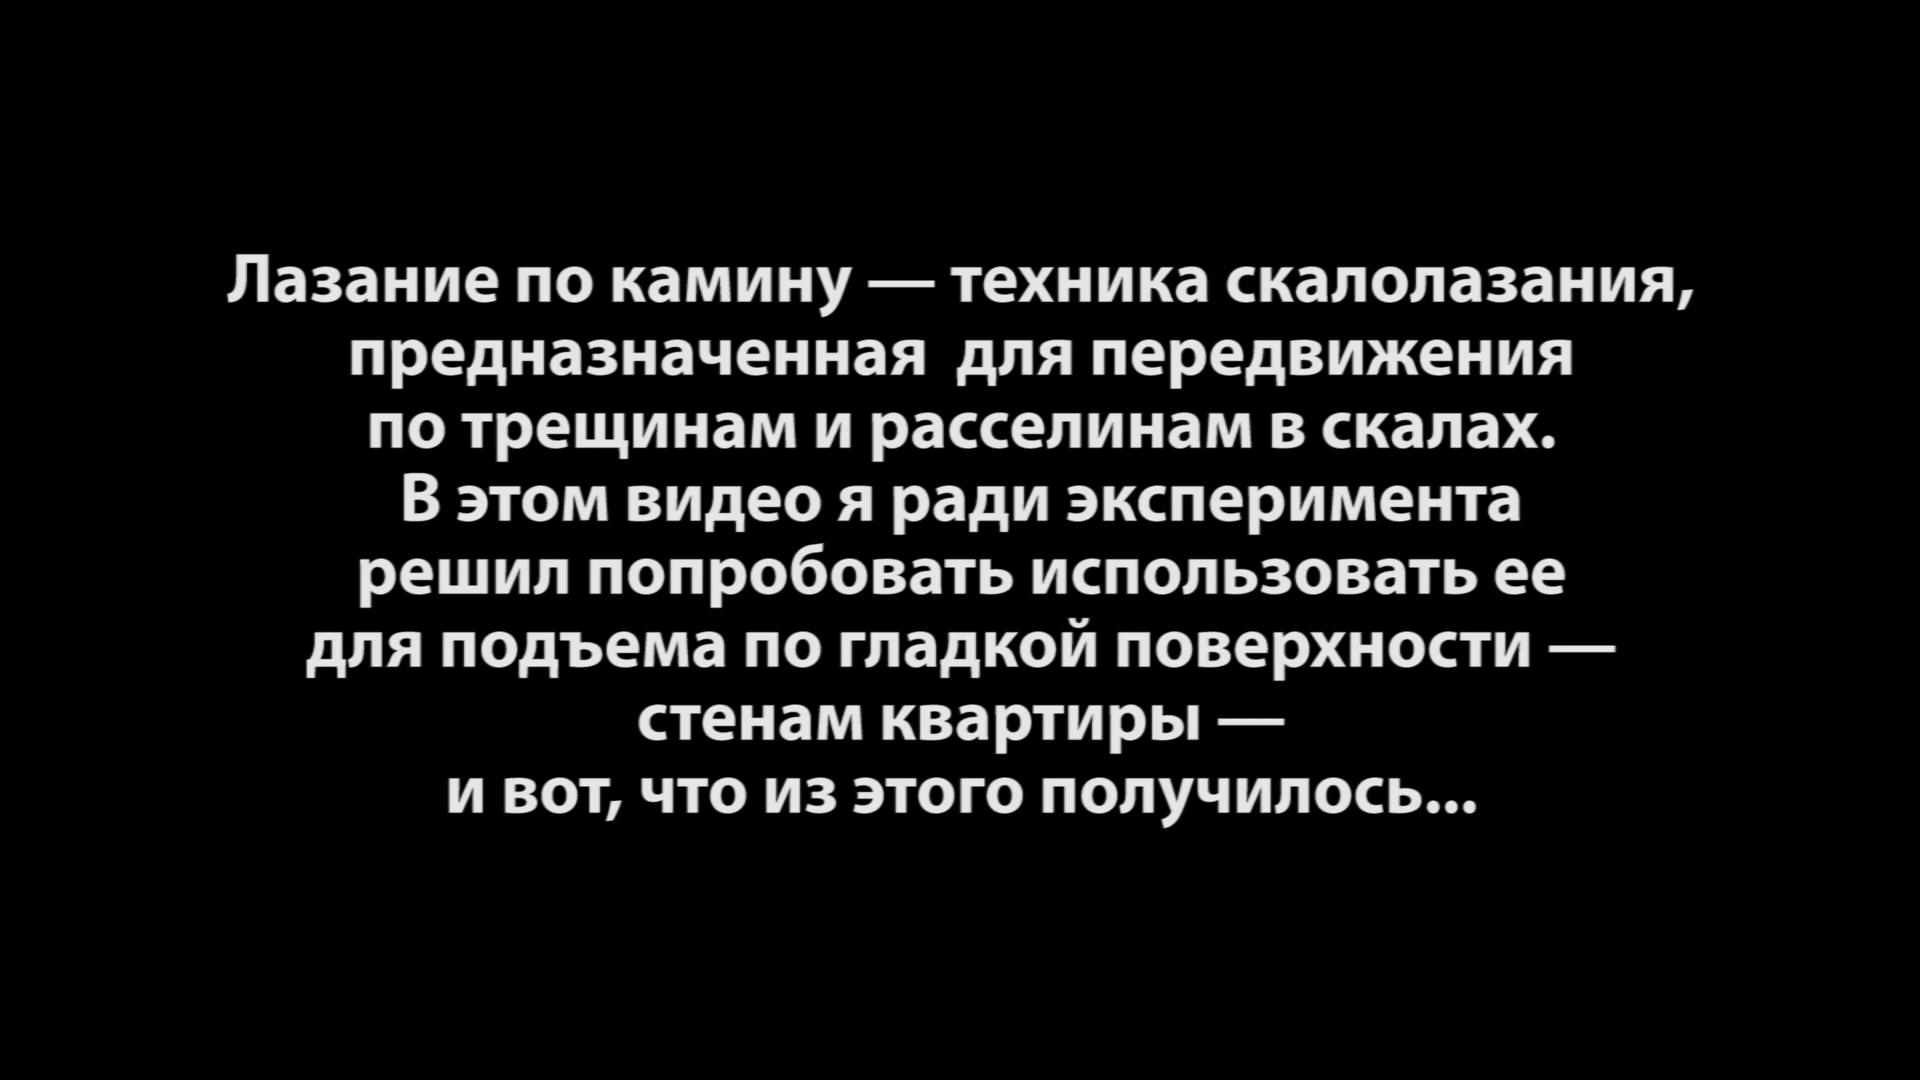 Лазание по камину — техника скалолазания,
предназначенная  для передвижения
по трещинам и расселинам в скалах.
В этом видео я ради эксперимента
решил попробовать использовать ее
для подъема по гладкой поверхности —
стенам квартиры —
и вот, что из этого получилось...